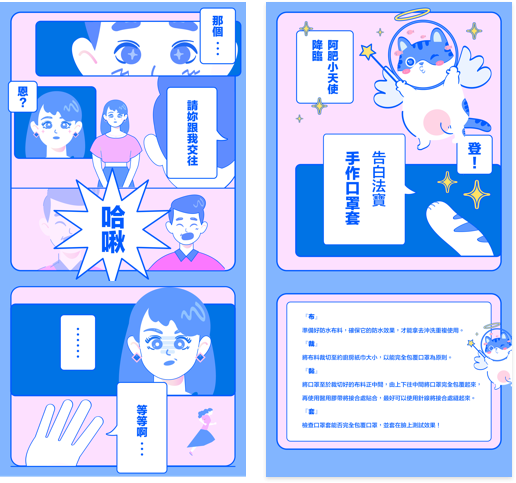 那個...
恩?
請妳跟我交往
哈
啾
......
等等啊....
阿肥小天使
降臨
登!
告白法寶
手作口罩套
「布」
準備好防水布料，確保它的防水效果，才能拿去沖洗重複使用。
將布料裁切至約廚房紙巾大小，以能完全包覆口罩為原則。
將口罩至於裁切好的布料正中間，由上下往中間將口罩完全包覆起來，
再使用醫用膠帶將接合處貼合，最好可以使用針線將接合處縫起來。
「套」
檢查口罩套能否完全包覆口罩，並套在臉上測試效果！